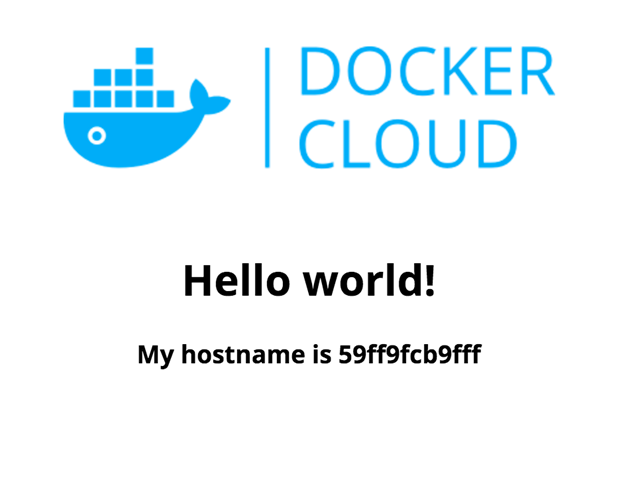 DOCKER
CLOUD
Hello world!
My hostname is 59ff9fcb9fff